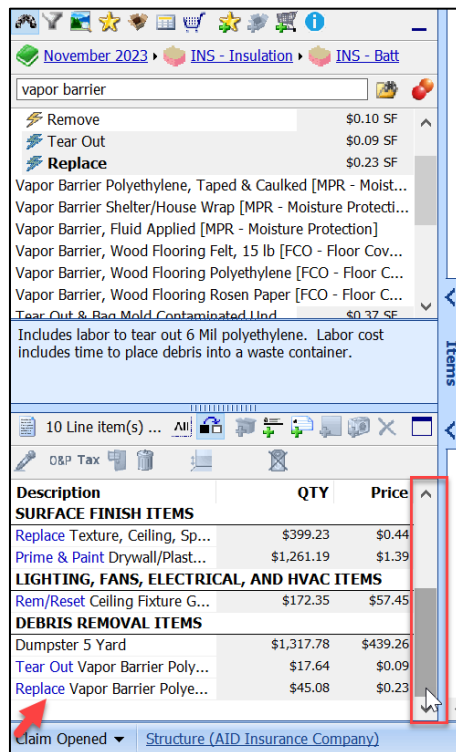 November 2023 › INS - Insulation › INS - Batt
vapor barrier
Remove $0.10 SF
Tear Out $0.09 SF
Replace $0.23 SF
Vapor Barrier Polyethylene, Taped & Caulked [MPR - Moist...
Vapor Barrier Shelter/House Wrap [MPR - Moisture Protecti...
Vapor Barrier, Fluid Applied [MPR - Moisture Protection]
Vapor Barrier, Wood Flooring Felt, 15 lb [FCO - Floor Cov...
Vapor Barrier, Wood Flooring Polyethylene [FCO - Floor C...
Vapor Barrier, Wood Flooring Rosen Paper [FCO - Floor C...
Tear Out & Bag Mold Contaminated Und $0.37 SF
Includes labor to tear out 6 Mil polyethylene. Labor cost
includes time to place debris into a waste container.
Items
10 Line item(s) ... All
O&P Tax
Description QTY Price
SURFACE FINISH ITEMS
Replace Texture, Ceiling, Sp... $399.23 $0.44
Prime & Paint Drywall/Plast... $1,261.19 $1.39
LIGHTING, FANS, ELECTRICAL, AND HVAC ITEMS
Rem/Reset Ceiling Fixture G... $172.35 $57.45
DEBRIS REMOVAL ITEMS
Dumpster 5 Yard $1,317.78 $439.26
Tear Out Vapor Barrier Poly... $17.64 $0.09
Replace Vapor Barrier Polye... $45.08 $0.23
Claim Opened Structure (AID Insurance Company)